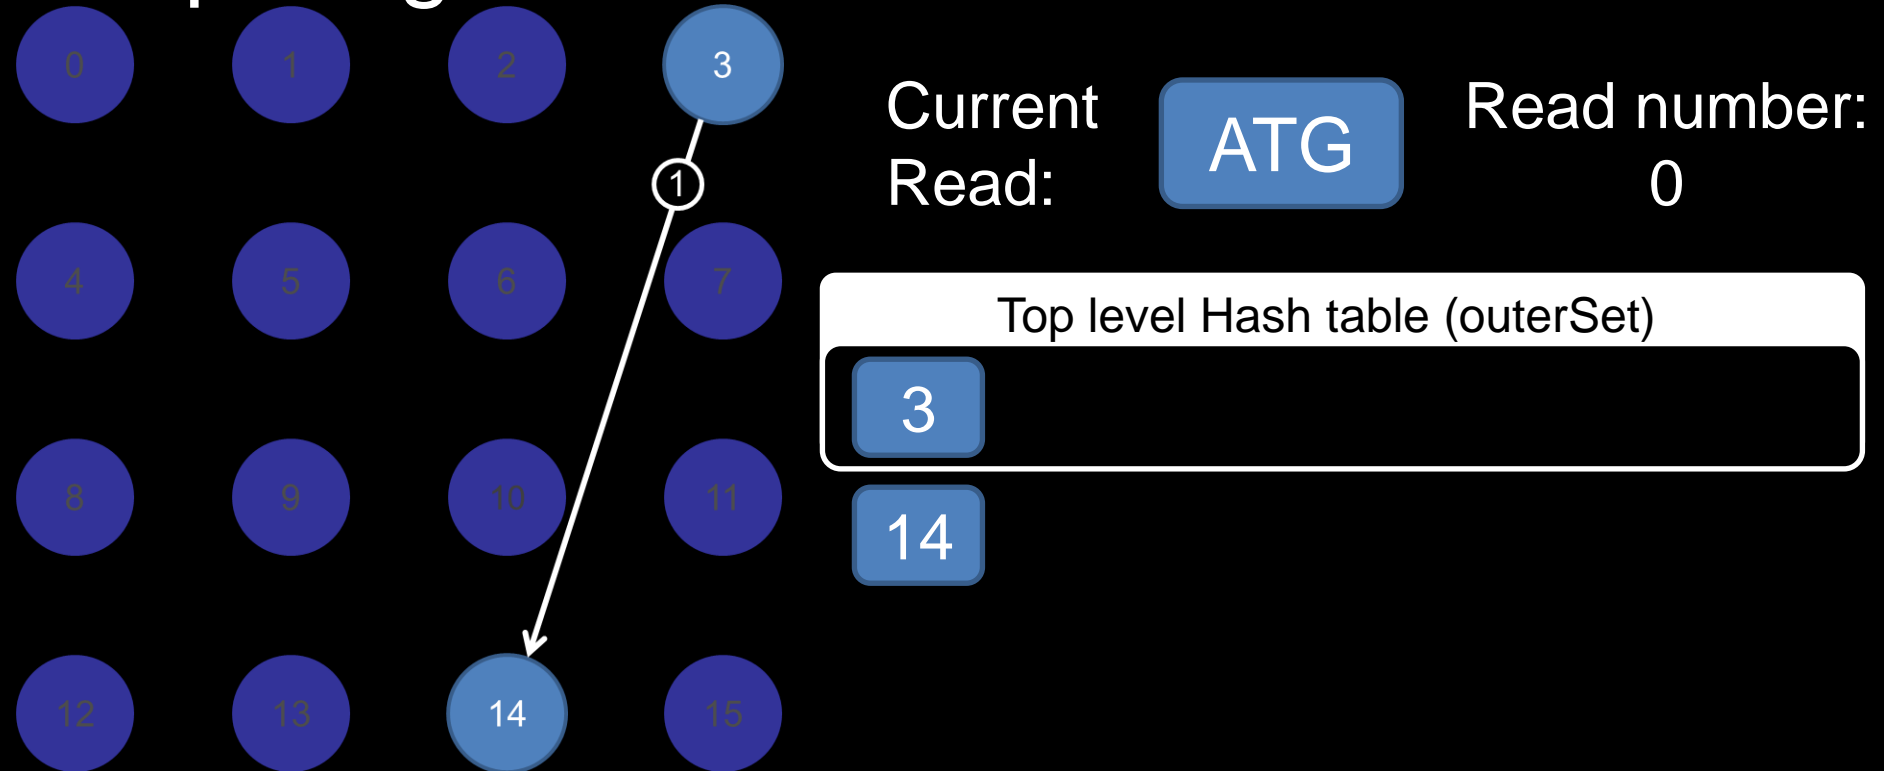 0 1 2 3
1
4 5 6 7
8 9 10 11
12 13 14 15
Current
Read:
ATG
Read number:
0
Top level Hash table (outerSet)
3
14